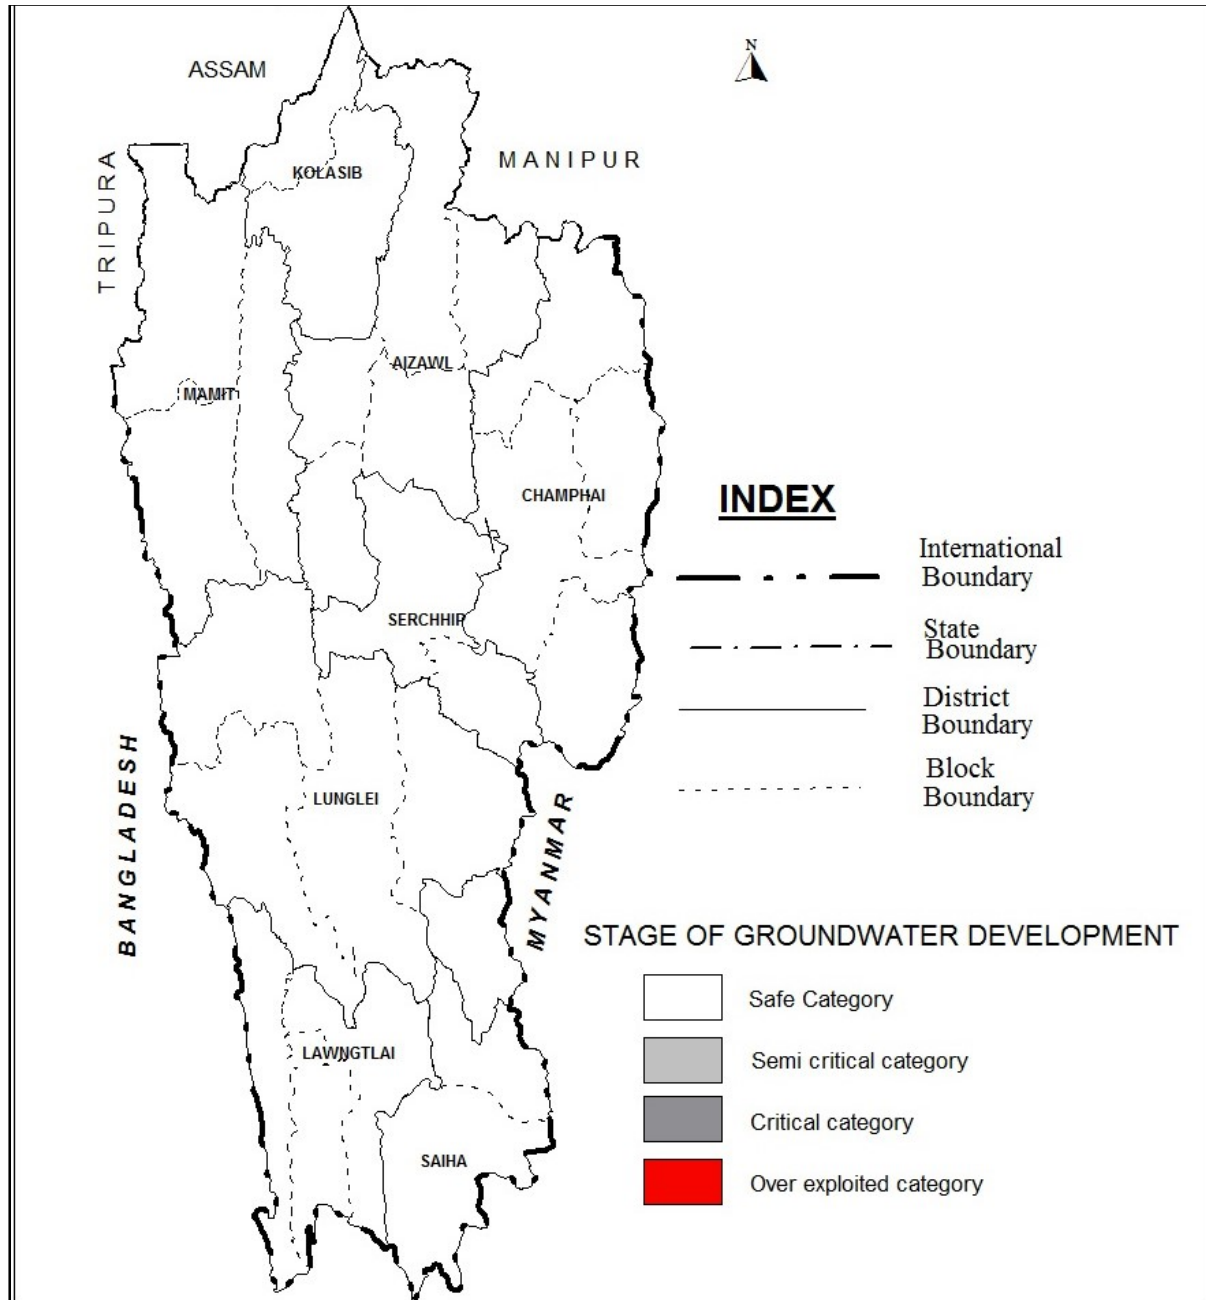 N
ASSAM
MANIPUR
TRIPURA
KOLASIB
AIZAWL
MAMIT
CHAMPHAI
SERCHHIP
LUNGLEI
BANGLADESH
MYANMAR
LAWNGTLAI
SAIHA
INDEX
International
Boundary
State
Boundary
District
Boundary
Block
Boundary
STAGE OF GROUNDWATER DEVELOPMENT
Safe Category
Semi critical category
Critical category
Over exploited category